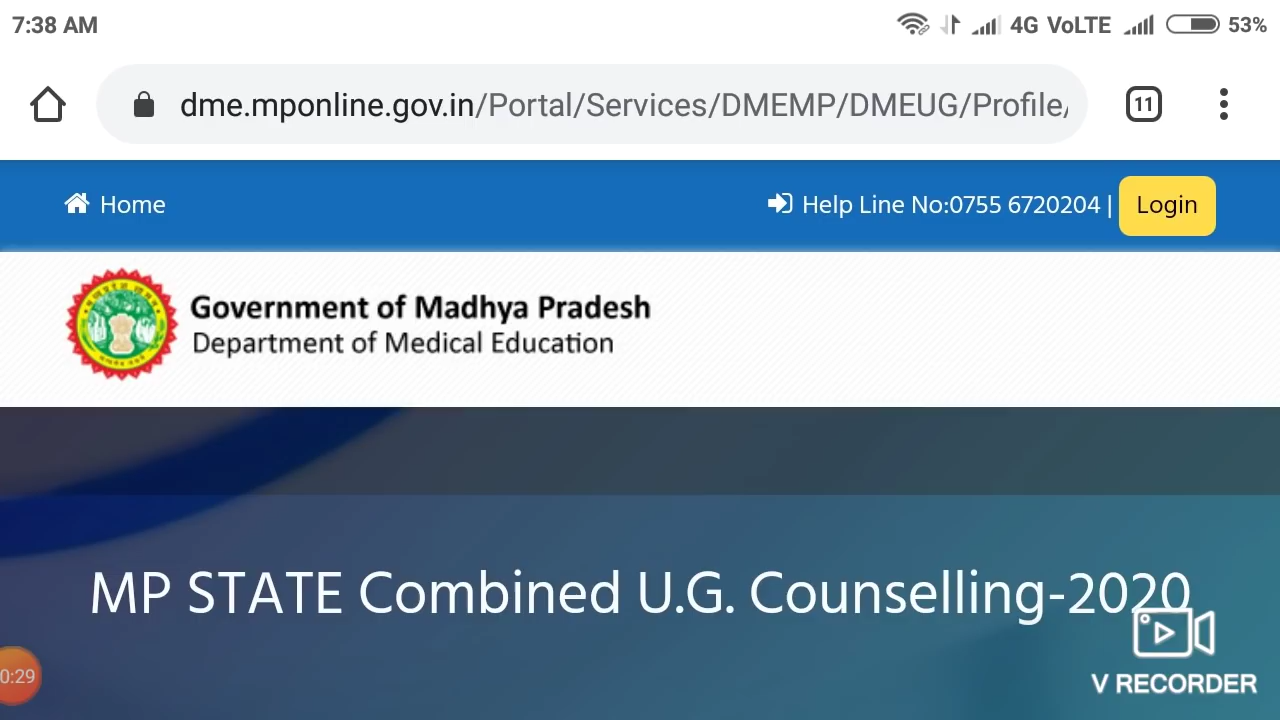 7:38 AM
4G VoLTE
53%
dme.mponline.gov.in/Portal/Services/DMEMP/DMEUG/Profile/
11
Home
Help Line No:0755 6720204 |
Login
Government of Madhya Pradesh
Department of Medical Education
MP STATE Combined U.G. Counselling-2020
0:29
V RECORDER